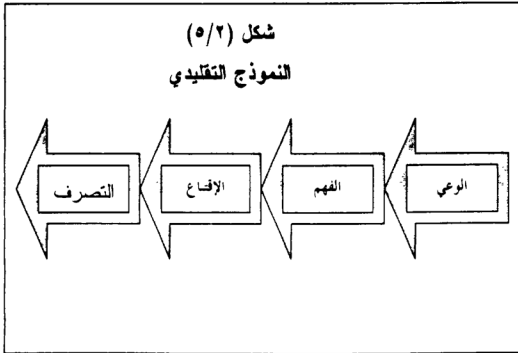 شكل (٥/٢)
النموذج التقليدي
الوعي
الفهم
الإقناع
التصرف